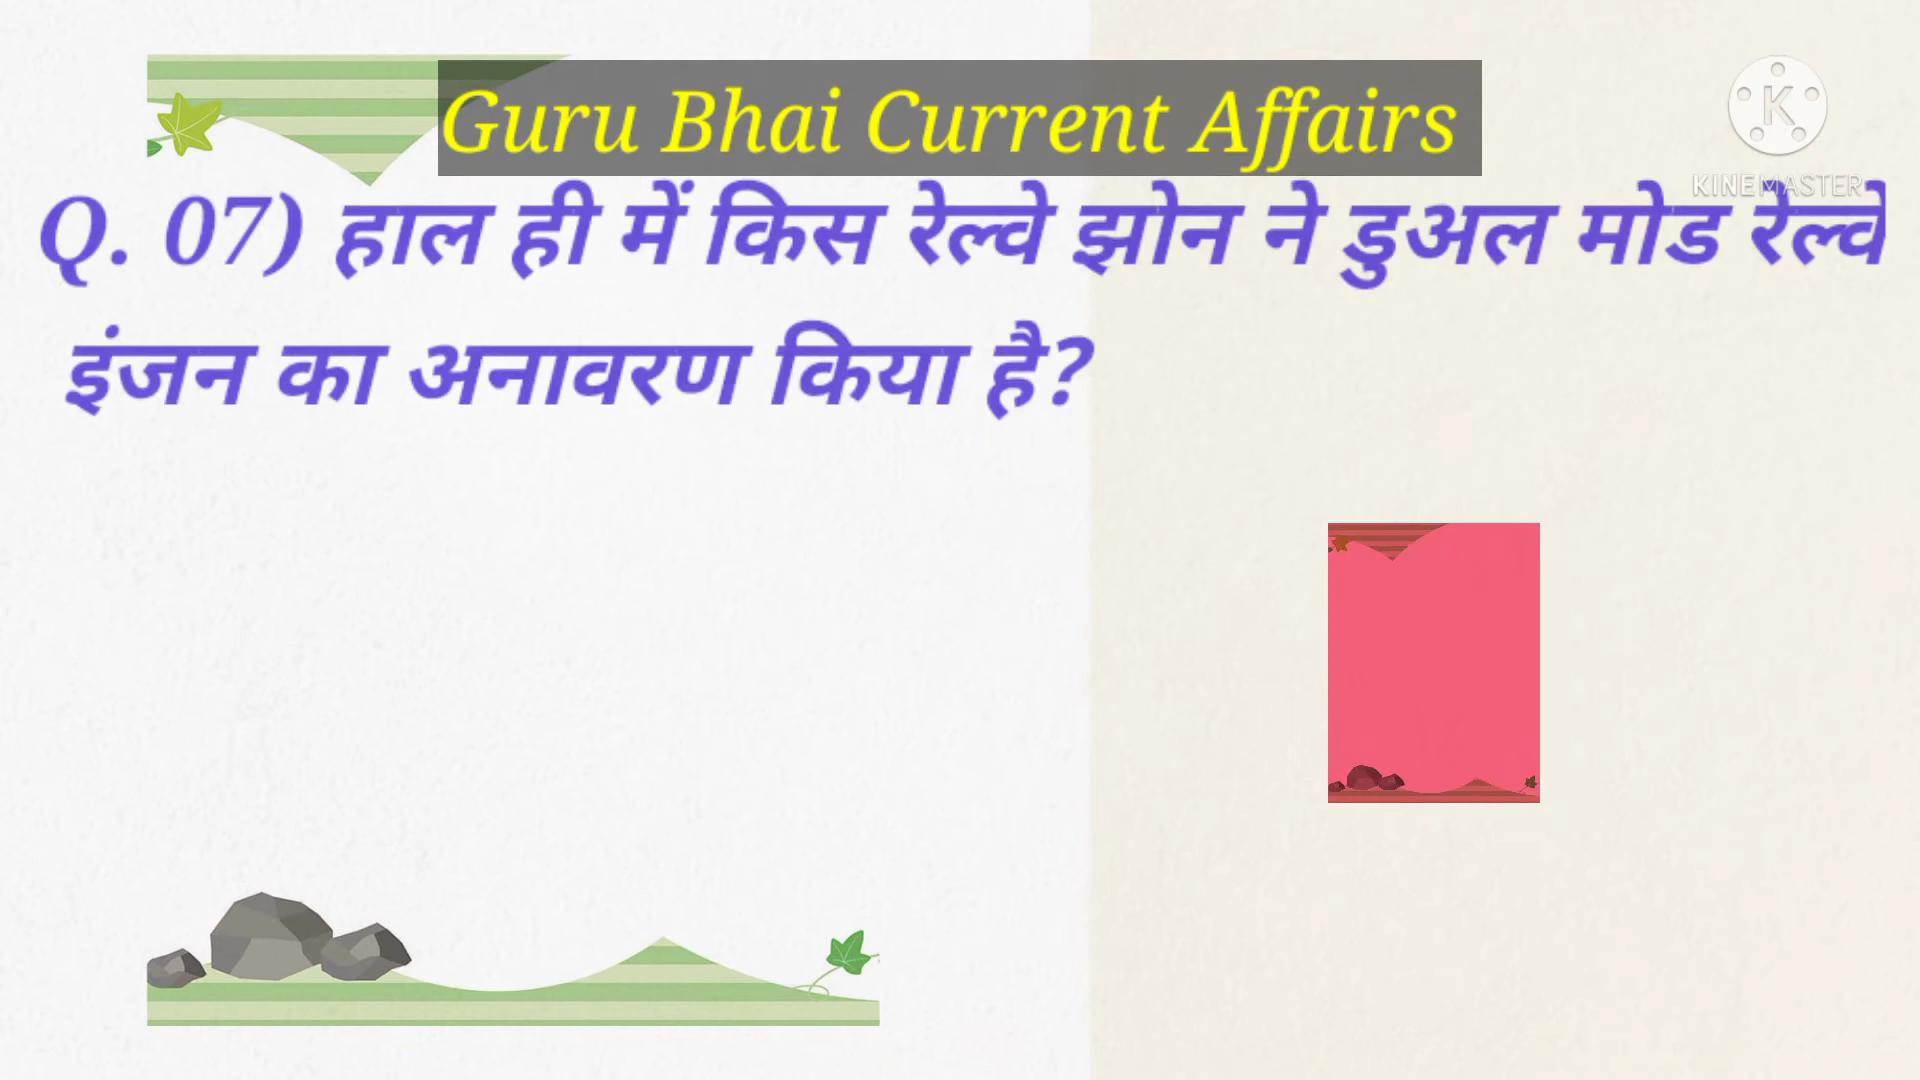 Guru Bhai Current Affairs
KINEMASTER
Q. 07) हाल ही में किस रेल्वे झोन ने डुअल मोड रेल्वे
इंजन का अनावरण किया है?